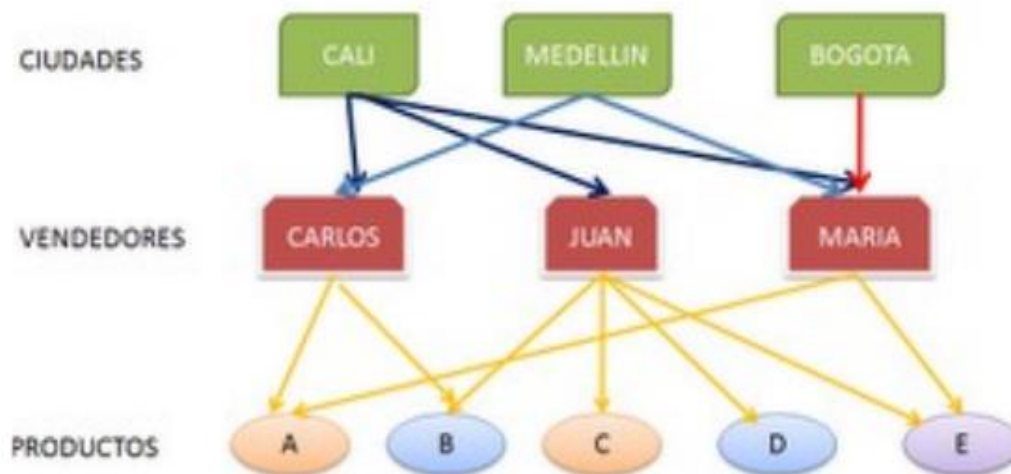 CIUDADES CALI MEDELLIN BOGOTA
VENDEDORES CARLOS JUAN MARIA
PRODUCTOS A B C D E